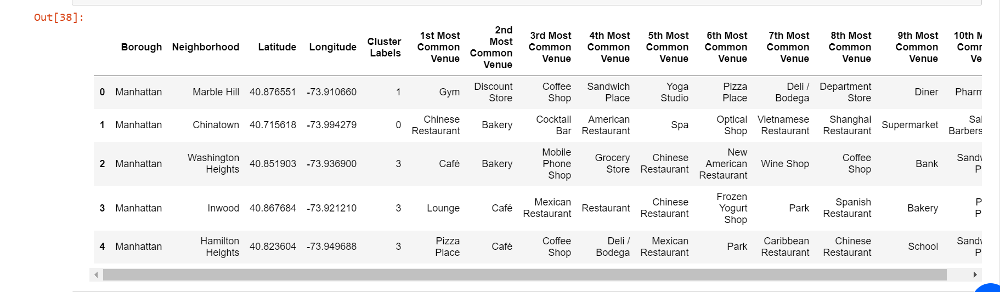 Out[38]:
Borough Neighborhood Latitude Longitude Cluster Labels 1st Most Common Venue 2nd Most Common Venue 3rd Most Common Venue 4th Most Common Venue 5th Most Common Venue 6th Most Common Venue 7th Most Common Venue 8th Most Common Venue 9th Most Common Venue 10th
0 Manhattan Marble Hill 40.876551 -73.910660 1 Gym Discount Store Coffee Shop Sandwich Place Yoga Studio Pizza Place Deli / Bodega Department Store Diner
1 Manhattan Chinatown 40.715618 -73.994279 0 Chinese Restaurant Bakery Cocktail Bar American Restaurant Spa Optical Shop Vietnamese Restaurant Shanghai Restaurant Supermarket
2 Manhattan Washington Heights 40.851903 -73.936900 3 Café Bakery Mobile Phone Shop Grocery Store Chinese Restaurant New American Restaurant Wine Shop Coffee Shop Bank
3 Manhattan Inwood 40.867684 -73.921210 3 Lounge Café Mexican Restaurant Restaurant Chinese Restaurant Frozen Yogurt Shop Park Spanish Restaurant Bakery
4 Manhattan Hamilton Heights 40.823604 -73.949688 3 Pizza Place Café Coffee Shop Deli / Bodega Mexican Restaurant Park Caribbean Restaurant Chinese Restaurant School